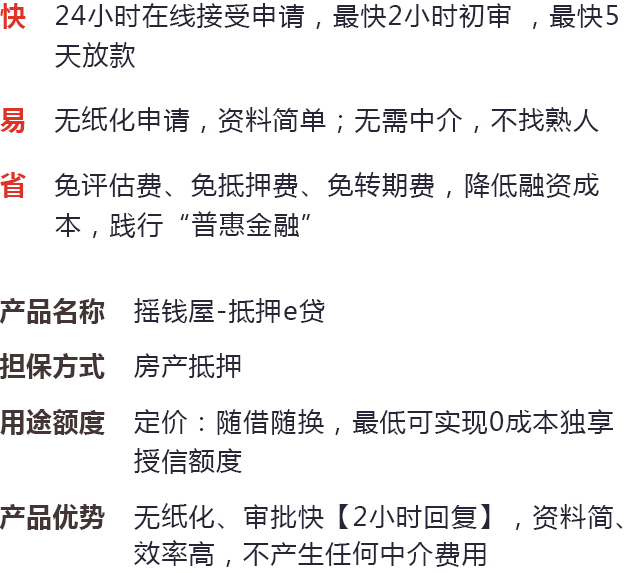 快 24小时在线接受申请，最快2小时初审 ，最快5
天放款
易 无纸化申请，资料简单；无需中介，不找熟人
省 免评估费、免抵押费、免转期费，降低融资成
本，践行“普惠金融”
产品名称 摇钱屋-抵押e贷
担保方式 房产抵押
用途额度 定价：随借随换，最低可实现0成本独享
授信额度
产品优势 无纸化、审批快【2小时回复】，资料简、
效率高，不产生任何中介费用